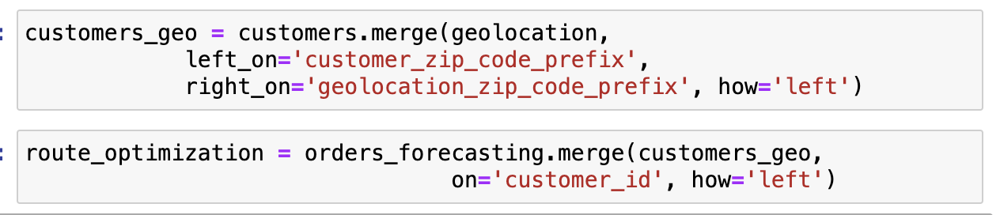 customers_geo = customers.merge(geolocation,
left_on='customer_zip_code_prefix',
right_on='geolocation_zip_code_prefix', how='left')
route_optimization = orders_forecasting.merge(customers_geo,
on='customer_id', how='left')